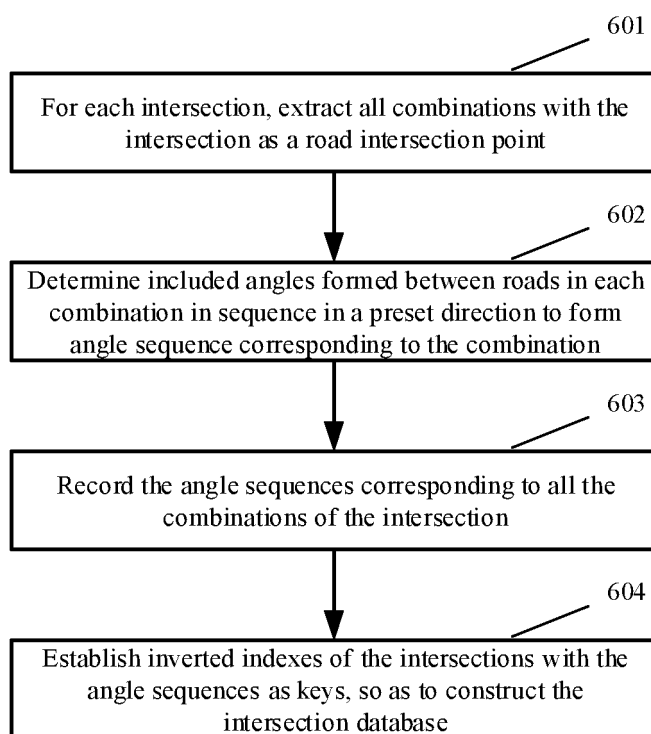 601
For each intersection, extract all combinations with the
intersection as a road intersection point
602
Determine included angles formed between roads in each
combination in sequence in a preset direction to form
angle sequence corresponding to the combination
603
Record the angle sequences corresponding to all the
combinations of the intersection
604
Establish inverted indexes of the intersections with the
angle sequences as keys, so as to construct the
intersection database